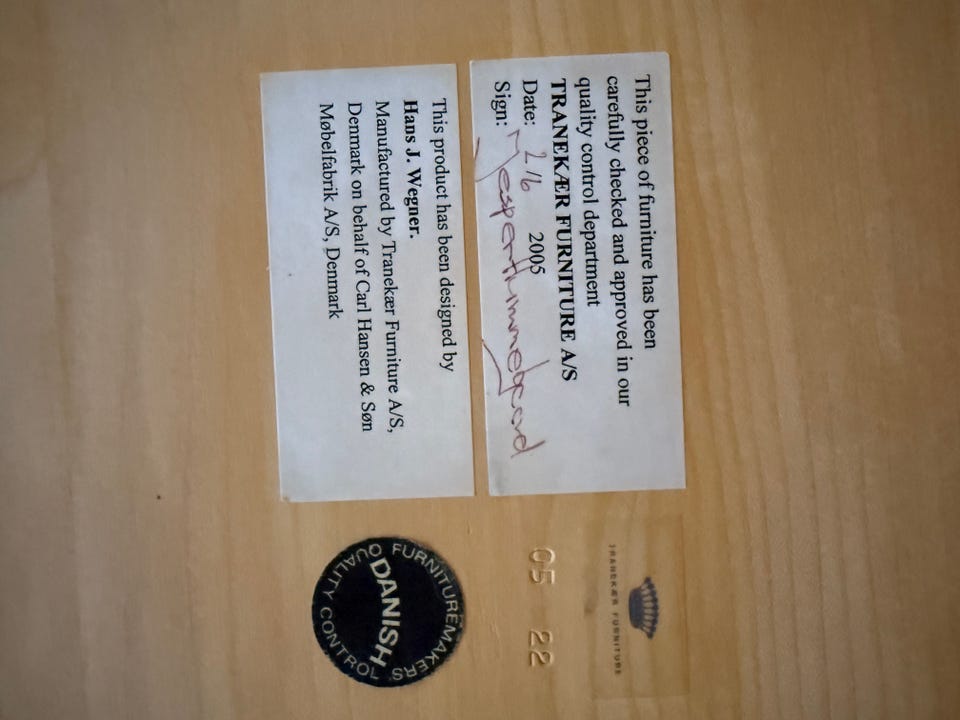 This piece of furniture has been
carefully checked and approved in our
quality control department
TRANEKÆR FURNITURE A/S
Date: 2/6 2005
Sign: Jesper Himmegaard
This product has been designed by
Hans J. Wegner.
Manufactured by Tranekær Furniture A/S,
Denmark on behalf of Carl Hansen & Søn
Møbelfabrik A/S, Denmark
TRANEKÆR FURNITURE
05 22
FURNITUREMAKERS
DANISH
QUALITY CONTROL